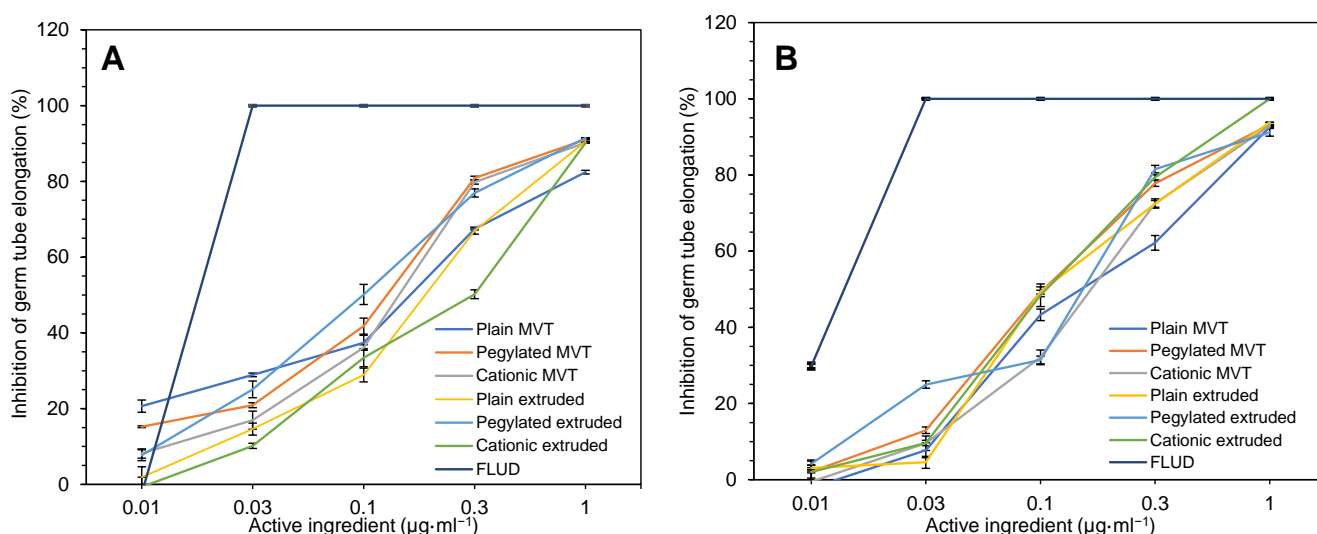 A
Inhibition of germ tube elongation (%)
120
100
80
60
40
20
0
Plain MVT
Pegylated MVT
Cationic MVT
Plain extruded
Pegylated extruded
Cationic extruded
FLUD
0.01 0.03 0.1 0.3 1
Active ingredient (µg·ml⁻¹)
B
Inhibition of germ tube elongation (%)
120
100
80
60
40
20
0
Plain MVT
Pegylated MVT
Cationic MVT
Plain extruded
Pegylated extruded
Cationic extruded
FLUD
0.01 0.03 0.1 0.3 1
Active ingredient (µg·ml⁻¹)